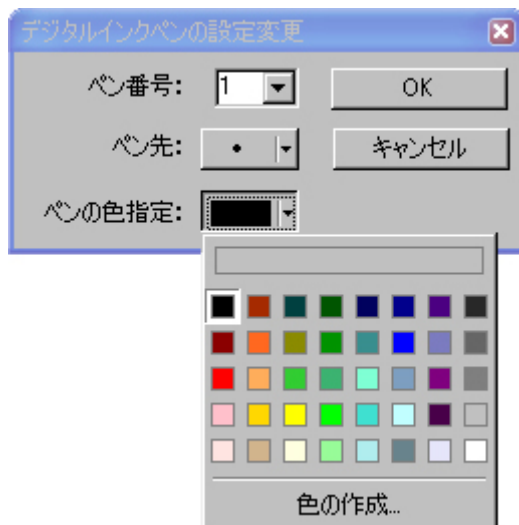 デジタルインクペンの設定変更
ペン番号: 1 OK
ペン先: キャンセル
ペンの色指定:
色の作成...